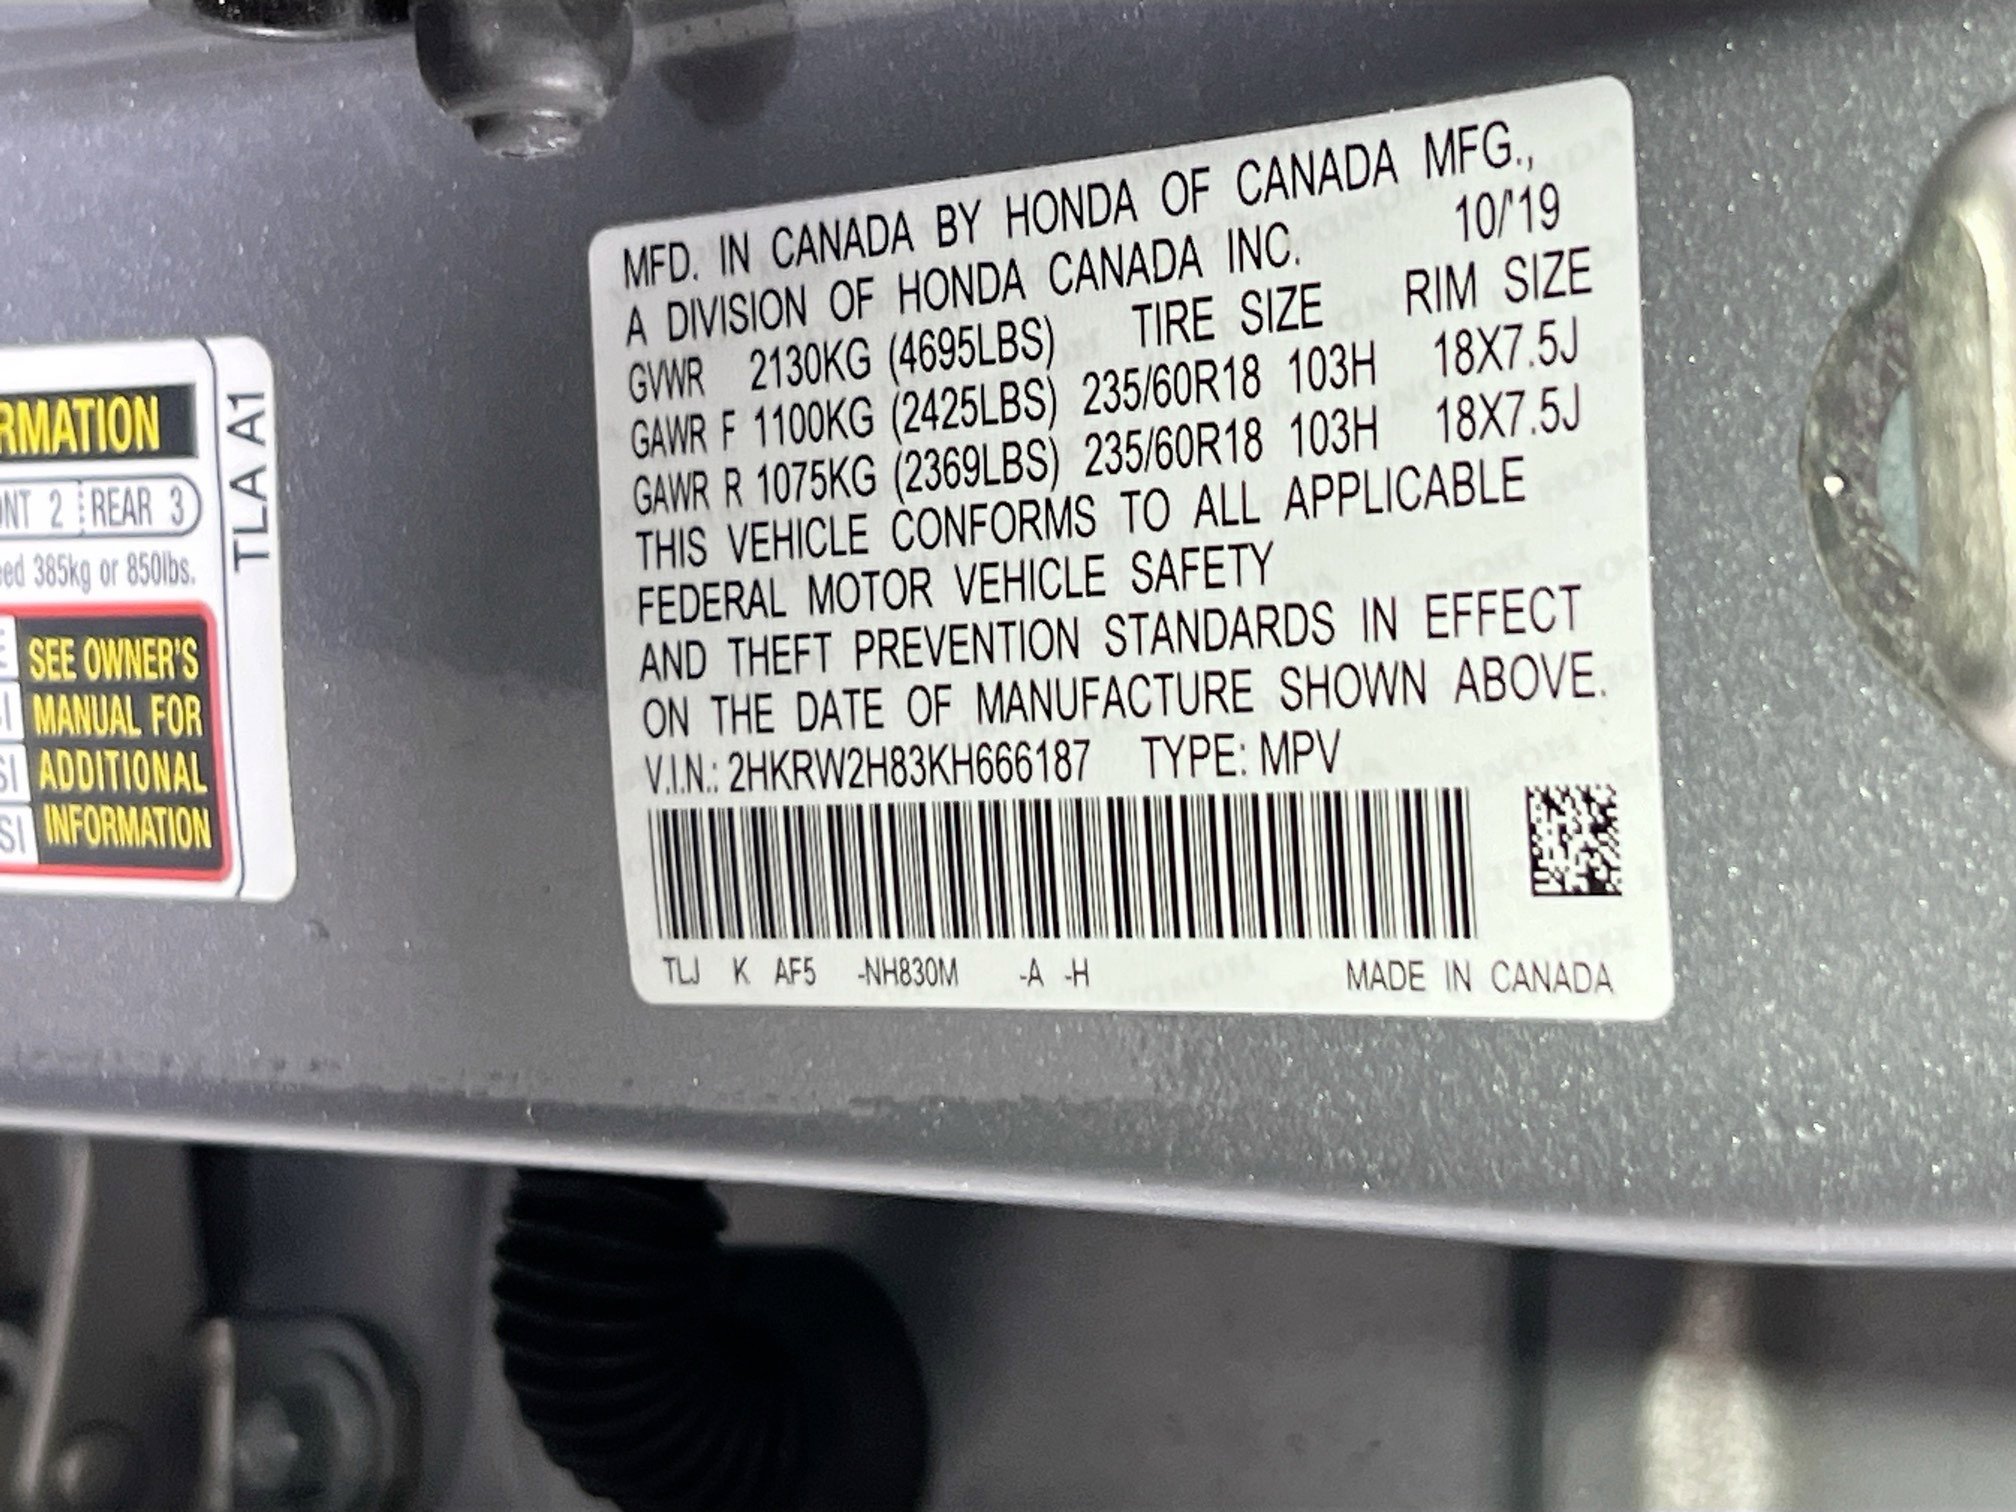 RMATION
NT 2 REAR 3
eed 385kg or 850lbs.
SEE OWNER'S
MANUAL FOR
ADDITIONAL
INFORMATION
TLA A1
MFD. IN CANADA BY HONDA OF CANADA MFG.,
A DIVISION OF HONDA CANADA INC. 10/'19
GVWR 2130KG (4695LBS) TIRE SIZE RIM SIZE
GAWR F 1100KG (2425LBS) 235/60R18 103H 18X7.5J
GAWR R 1075KG (2369LBS) 235/60R18 103H 18X7.5J
THIS VEHICLE CONFORMS TO ALL APPLICABLE
FEDERAL MOTOR VEHICLE SAFETY
AND THEFT PREVENTION STANDARDS IN EFFECT
ON THE DATE OF MANUFACTURE SHOWN ABOVE.
V.I.N.: 2HKRW2H83KH666187 TYPE: MPV
TLJ K AF5 -NH830M -A -H MADE IN CANADA